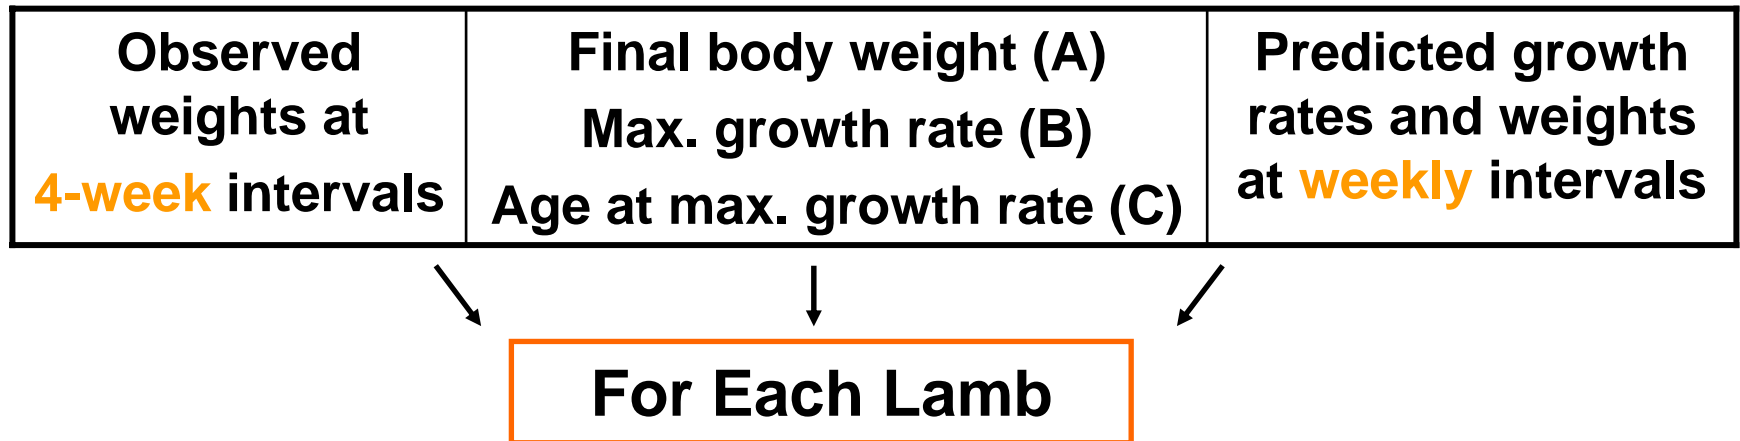 Observed
weights at
4-week intervals
Final body weight (A)
Max. growth rate (B)
Age at max. growth rate (C)
Predicted growth
rates and weights
at weekly intervals
For Each Lamb